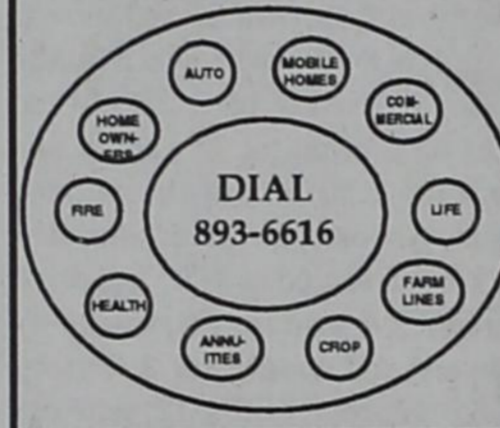 AUTO
MOBILE
HOMES
COM-
MERCIAL
LIFE
FARM
LINES
CROP
ANNU-
ITIES
HEALTH
FIRE
HOME
OWN-
ERS
DIAL
893-6616